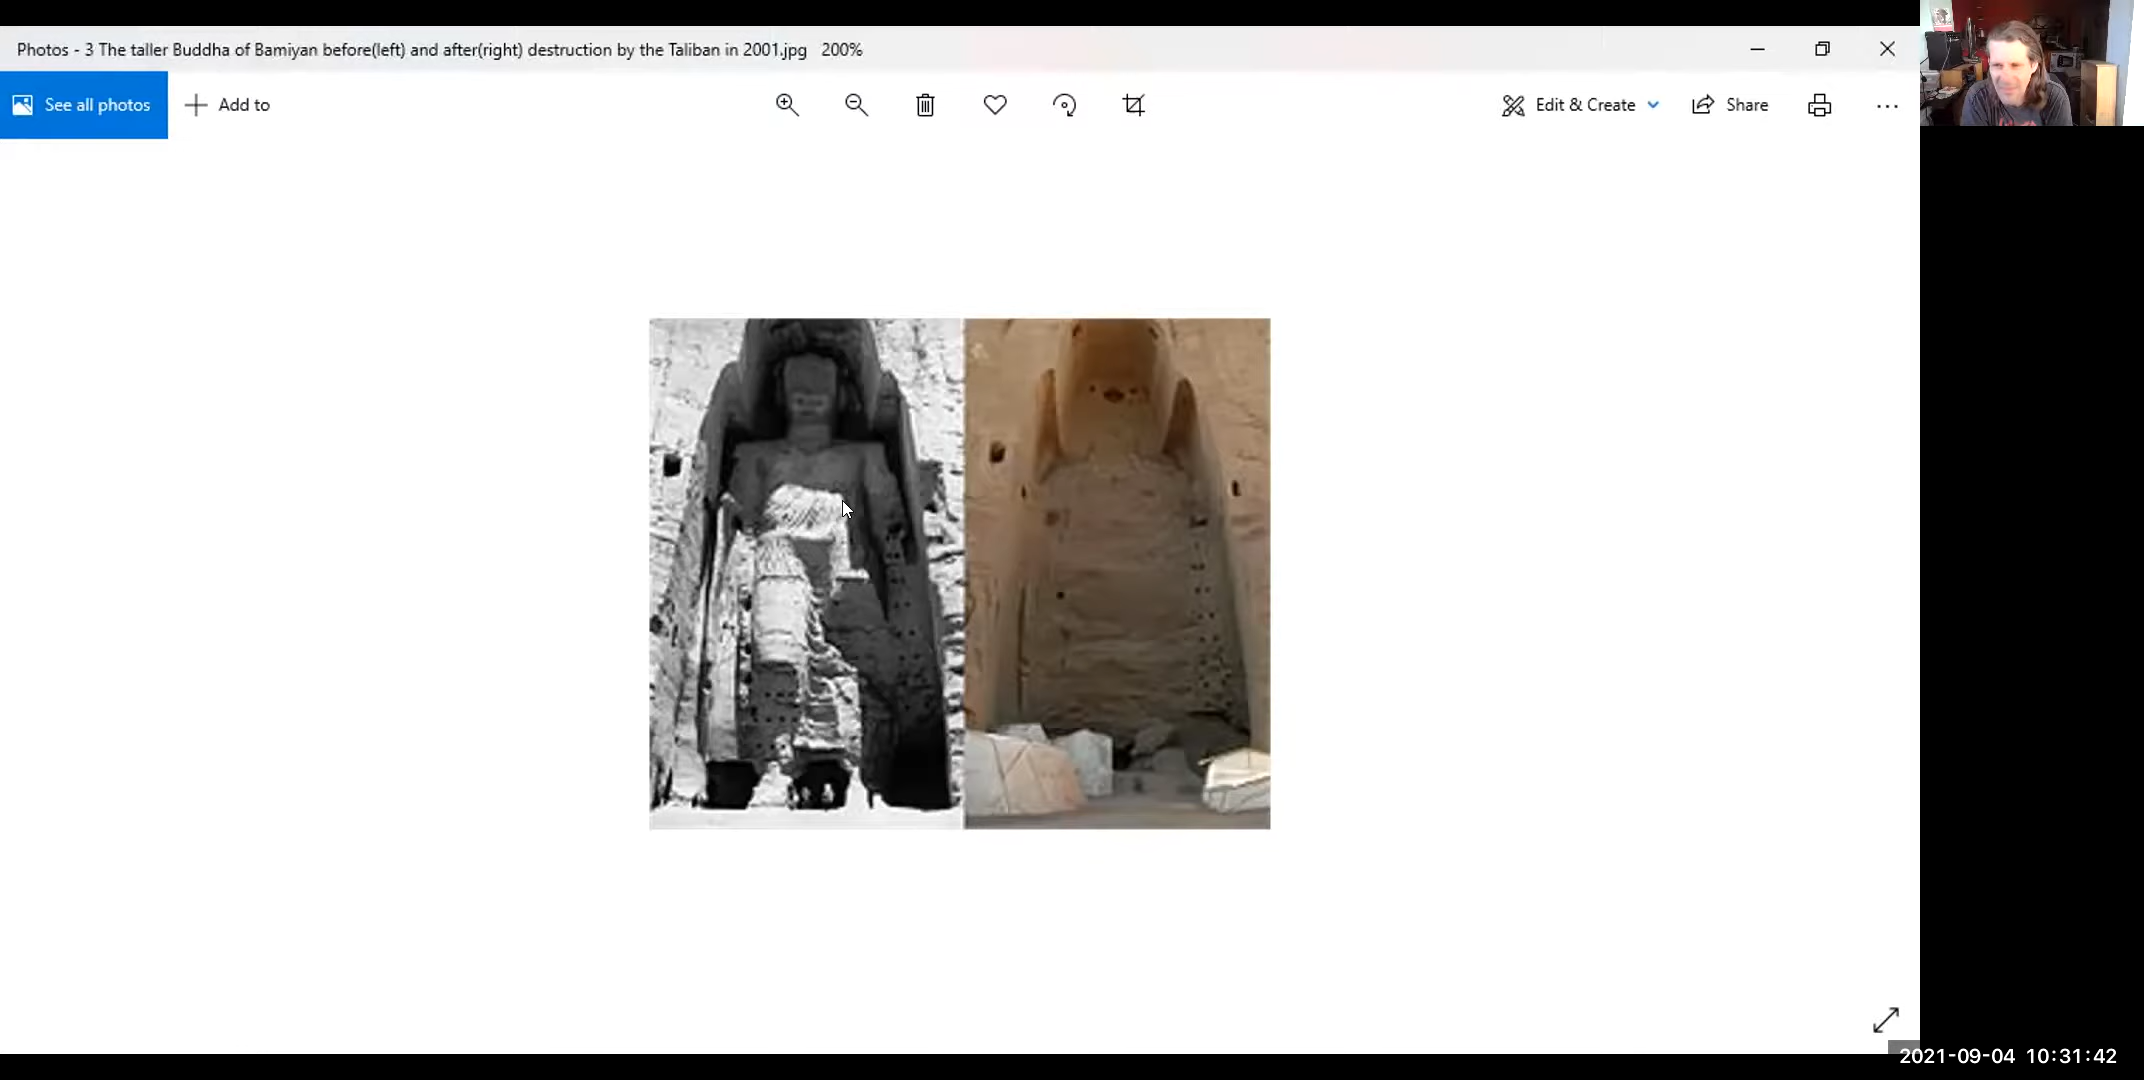 Photos - 3 The taller Buddha of Bamiyan before(left) and after(right) destruction by the Taliban in 2001.jpg 200%
See all photos
Add to
Edit & Create
Share
2021-09-04 10:31:42